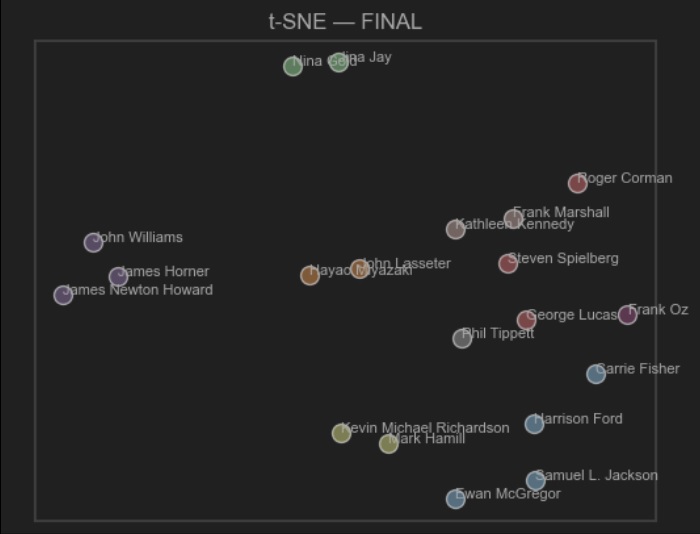 t-SNE — FINAL
Nina Gold
Jina Jay
Roger Corman
Frank Marshall
Kathleen Kennedy
John Williams
Steven Spielberg
John Lasseter
Hayao Miyazaki
James Horner
James Newton Howard
Frank Oz
George Lucas
Phil Tippett
Carrie Fisher
Harrison Ford
Kevin Michael Richardson
Mark Hamill
Samuel L. Jackson
Ewan McGregor